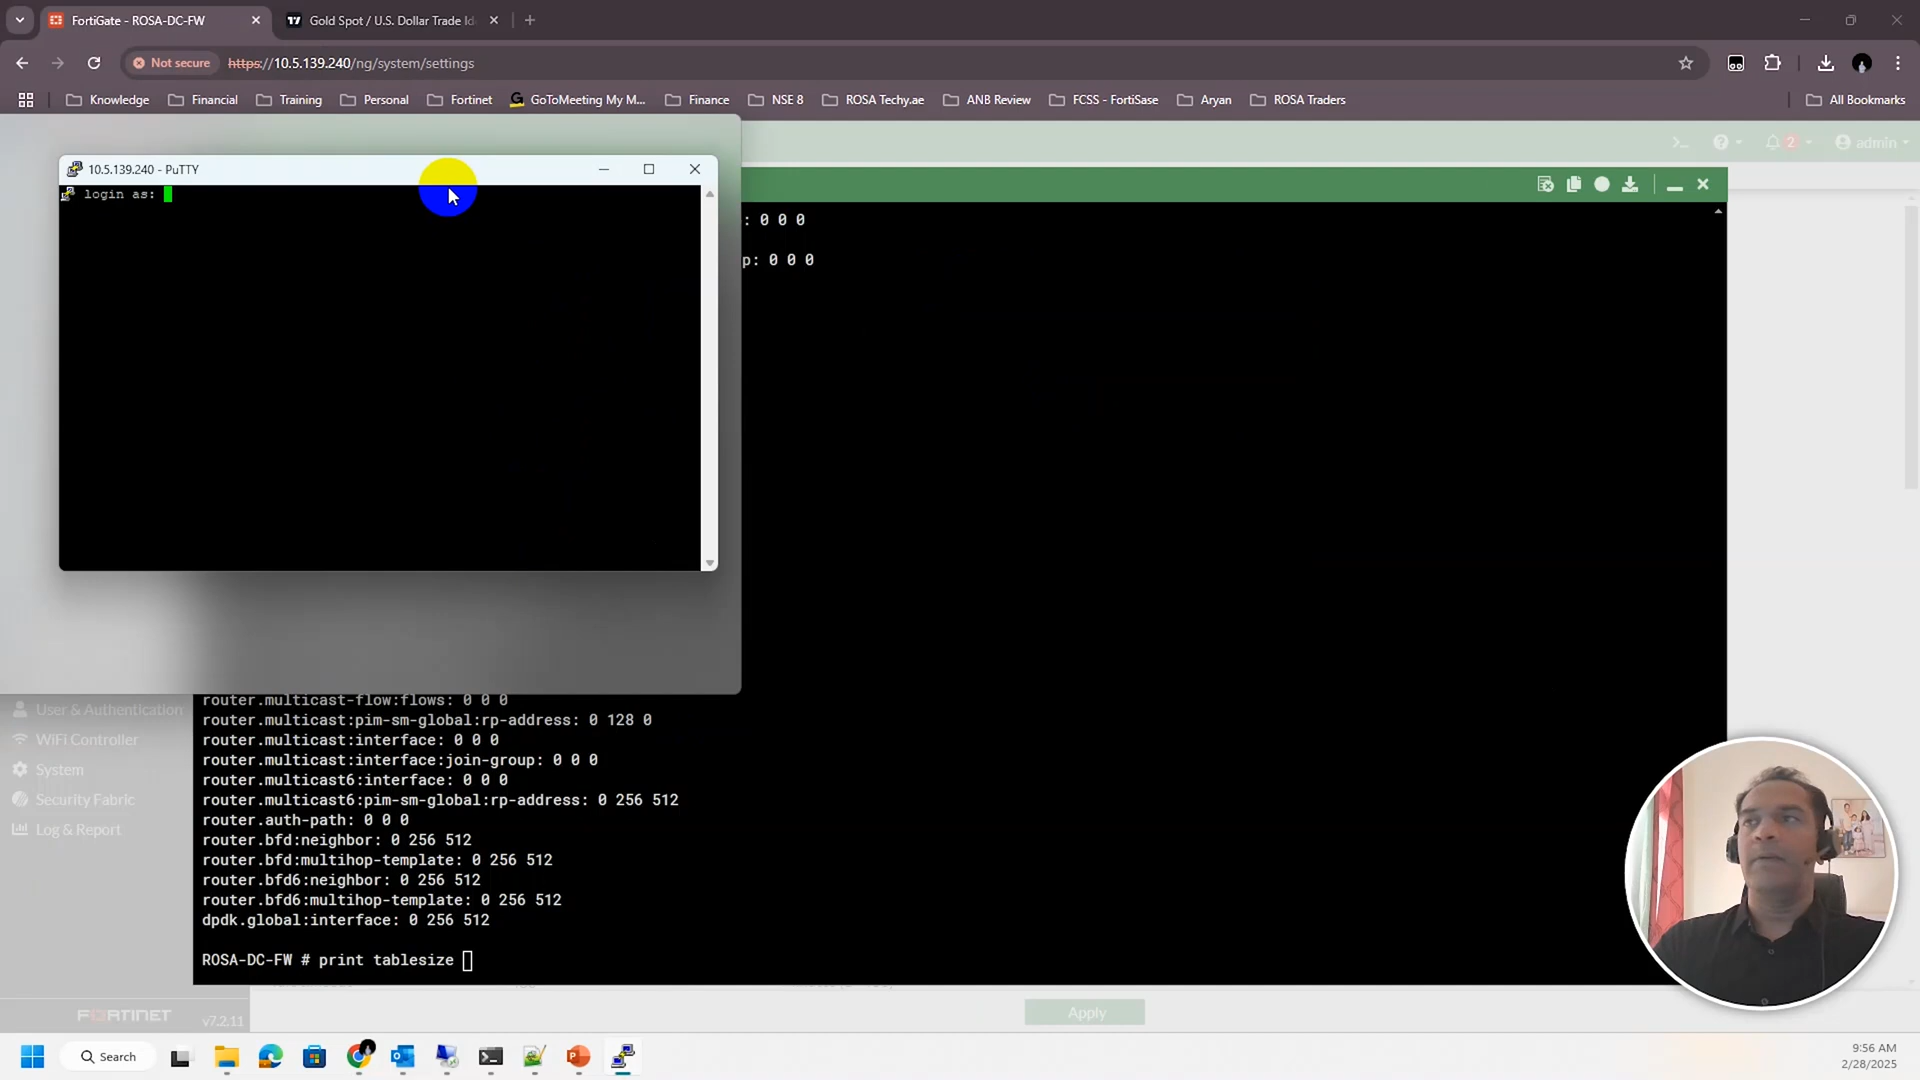 FortiGate - ROSA-DC-FW
Gold Spot / U.S. Dollar Trade Id
Not secure
https://10.5.139.240/ng/system/settings
Knowledge
Financial
Training
Personal
Fortinet
GoToMeeting My M...
Finance
NSE 8
ROSA Techy.ae
ANB Review
FCSS - FortiSase
Aryan
ROSA Traders
All Bookmarks
>_
2
admin
10.5.139.240 - PuTTY
login as:
: 0 0 0
p: 0 0 0
router.multicast-flow:flows: 0 0 0
router.multicast:pim-sm-global:rp-address: 0 128 0
router.multicast:interface: 0 0 0
router.multicast:interface:join-group: 0 0 0
router.multicast6:interface: 0 0 0
router.multicast6:pim-sm-global:rp-address: 0 256 512
router.auth-path: 0 0 0
router.bfd:neighbor: 0 256 512
router.bfd:multihop-template: 0 256 512
router.bfd6:neighbor: 0 256 512
router.bfd6:multihop-template: 0 256 512
dpdk.global:interface: 0 256 512
ROSA-DC-FW # print tablesize
User & Authentication
WiFi Controller
System
Security Fabric
Log & Report
FORTINET
v7.2.11
Apply
Search
9:56 AM
2/28/2025